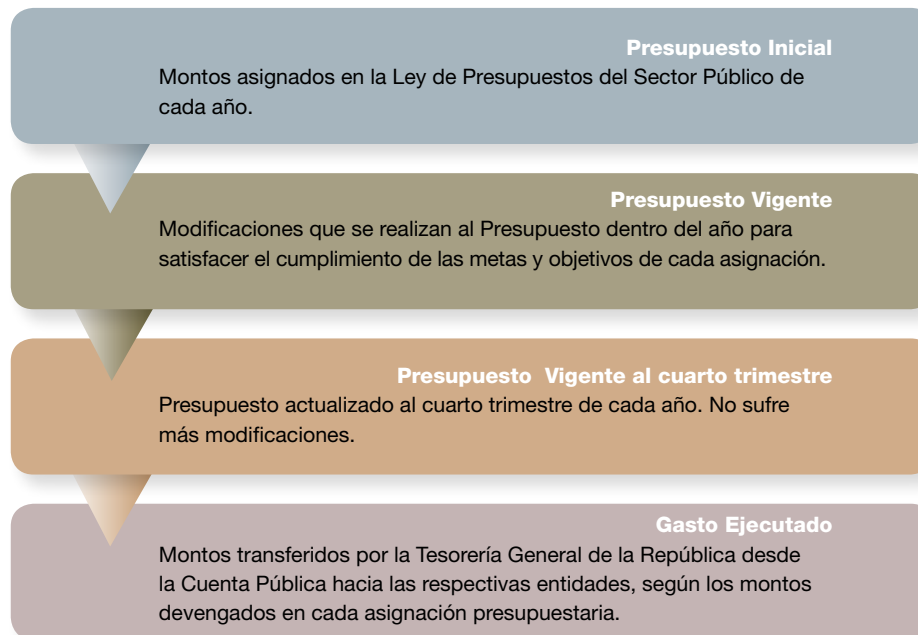 Presupuesto Inicial
Montos asignados en la Ley de Presupuestos del Sector Público de
cada año.
Presupuesto Vigente
Modificaciones que se realizan al Presupuesto dentro del año para
satisfacer el cumplimiento de las metas y objetivos de cada asignación.
Presupuesto Vigente al cuarto trimestre
Presupuesto actualizado al cuarto trimestre de cada año. No sufre
más modificaciones.
Gasto Ejecutado
Montos transferidos por la Tesorería General de la República desde
la Cuenta Pública hacia las respectivas entidades, según los montos
devengados en cada asignación presupuestaria.